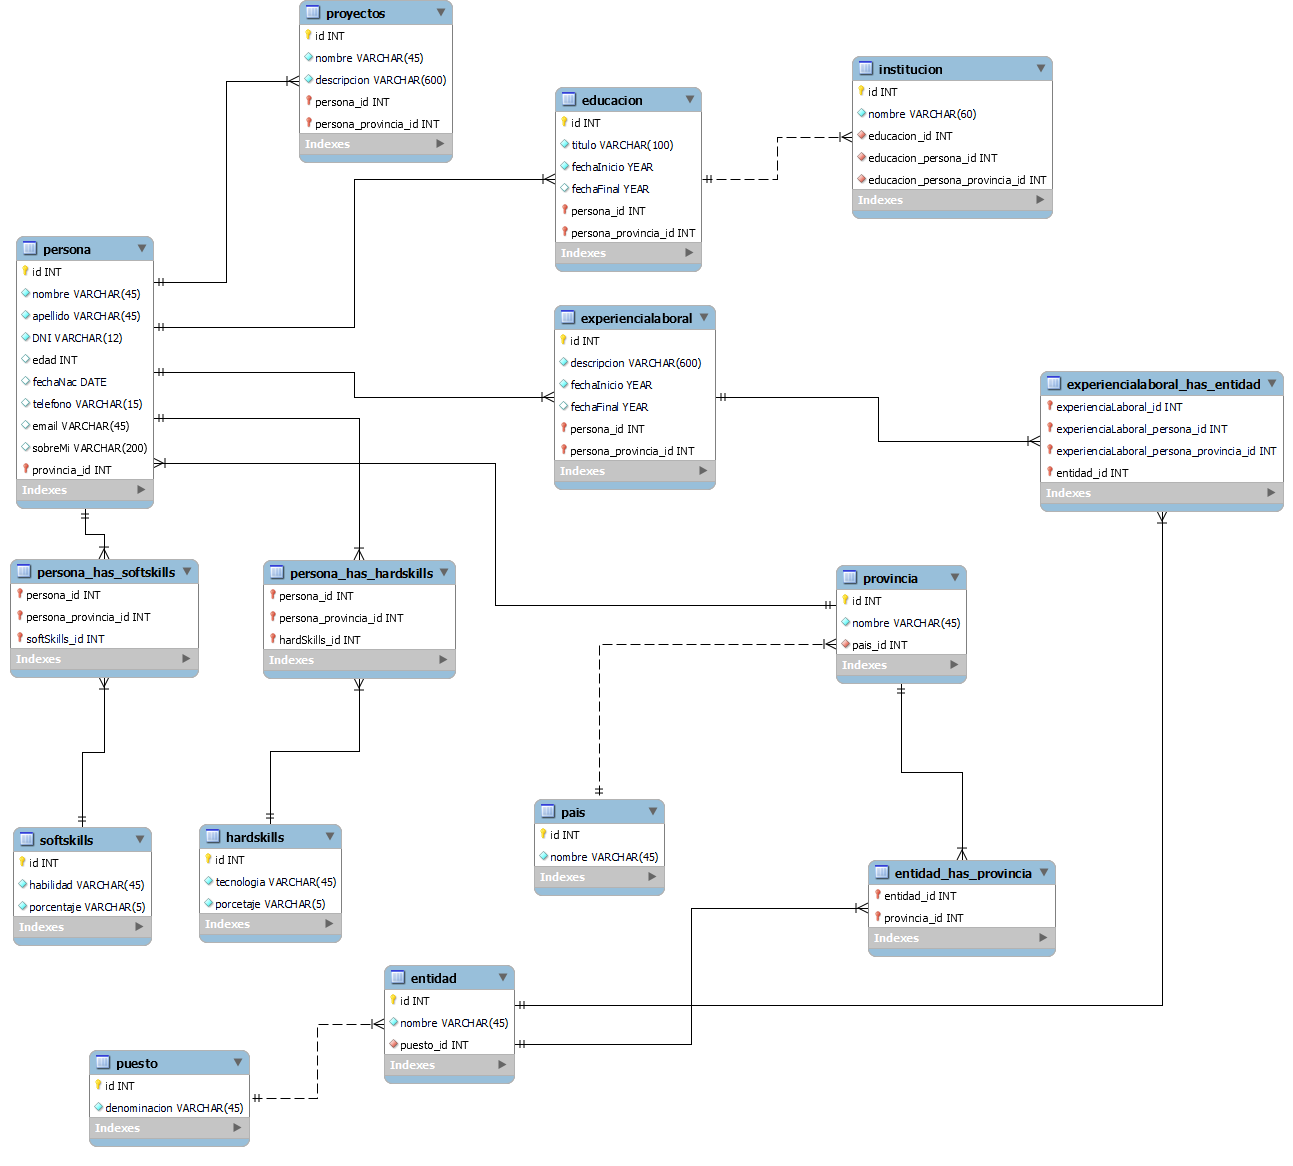 proyectos
id INT
nombre VARCHAR(45)
descripcion VARCHAR(600)
persona_id INT
persona_provincia_id INT
Indexes
educacion
id INT
titulo VARCHAR(100)
fechaInicio YEAR
fechaFinal YEAR
persona_id INT
persona_provincia_id INT
Indexes
institucion
id INT
nombre VARCHAR(60)
educacion_id INT
educacion_persona_id INT
educacion_persona_provincia_id INT
Indexes
persona
id INT
nombre VARCHAR(45)
apellido VARCHAR(45)
DNI VARCHAR(12)
edad INT
fechaNac DATE
telefono VARCHAR(15)
email VARCHAR(45)
sobreMi VARCHAR(200)
provincia_id INT
Indexes
experiencialaboral
id INT
descripcion VARCHAR(600)
fechaInicio YEAR
fechaFinal YEAR
persona_id INT
persona_provincia_id INT
Indexes
experiencialaboral_has_entidad
experienciaLaboral_id INT
experienciaLaboral_persona_id INT
experienciaLaboral_persona_provincia_id INT
entidad_id INT
Indexes
persona_has_softskills
persona_id INT
persona_provincia_id INT
softSkills_id INT
Indexes
persona_has_hardskills
persona_id INT
persona_provincia_id INT
hardSkills_id INT
Indexes
provincia
id INT
nombre VARCHAR(45)
pais_id INT
Indexes
softskills
id INT
habilidad VARCHAR(45)
porcentaje VARCHAR(5)
Indexes
hardskills
id INT
tecnologia VARCHAR(45)
porcetaje VARCHAR(5)
Indexes
pais
id INT
nombre VARCHAR(45)
Indexes
entidad_has_provincia
entidad_id INT
provincia_id INT
Indexes
entidad
id INT
nombre VARCHAR(45)
puesto_id INT
Indexes
puesto
id INT
denominacion VARCHAR(45)
Indexes